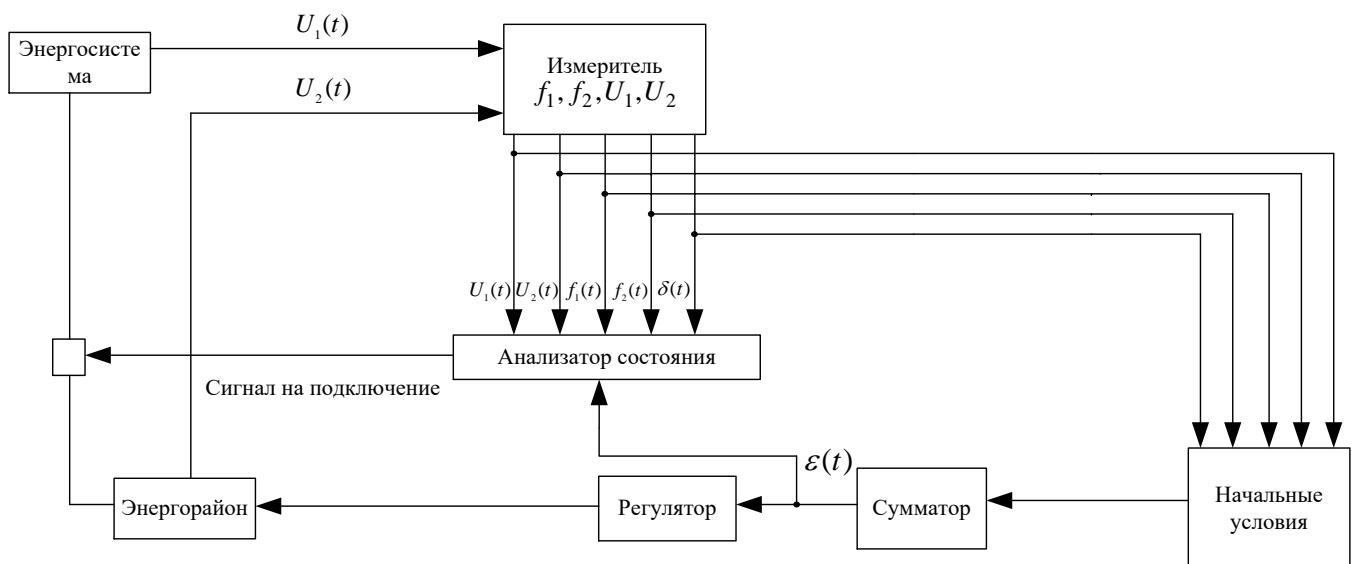 U₁(t)
Энергосисте
ма
Измеритель
f₁, f₂, U₁, U₂
U₂(t)
U₁(t) U₂(t) f₁(t) f₂(t) δ(t)
Анализатор состояния
Сигнал на подключение
ε(t)
Энергорайон
Регулятор
Сумматор
Начальные
условия